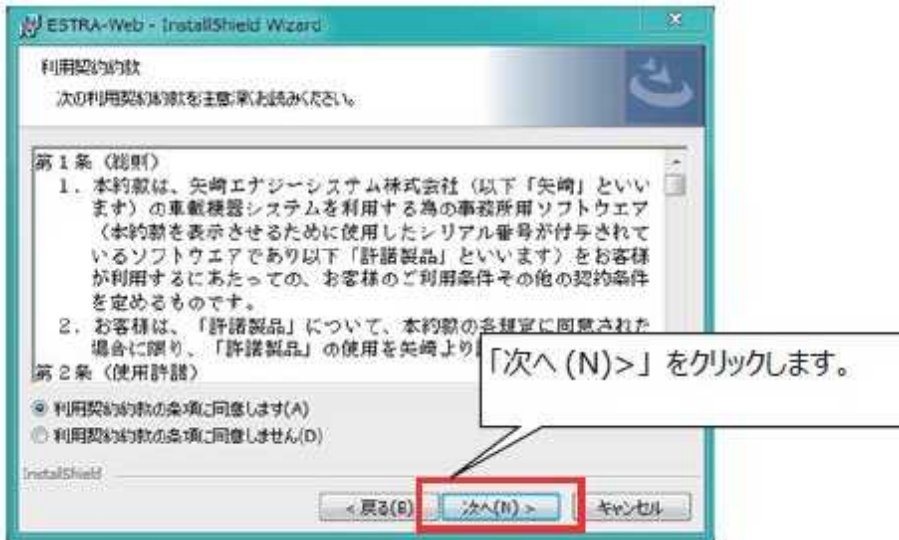 ESTRA-Web - InstallShield Wizard
利用契約約款
次の利用契約約款を注意深くお読みください。
第1条（総則）
1．本約款は、矢崎エナジーシステム株式会社（以下「矢崎」といい
ます）の車載機器システムを利用する為の事務所用ソフトウエア
（本約款を表示させるために使用したシリアル番号が付与されて
いるソフトウエアであり以下「許諾製品」といいます）をお客様
が利用するにあたっての、お客様のご利用条件その他の契約条件
を定めるものです。
2．お客様は、「許諾製品」について、本約款の各規定に同意された
場合に限り、「許諾製品」の使用を矢崎より
第2条（使用許諾）
「次へ (N)>」をクリックします。
利用契約約款の条項に同意します(A)
利用契約約款の条項に同意しません(D)
InstallShield
< 戻る(B)
次へ(N) >
キャンセル